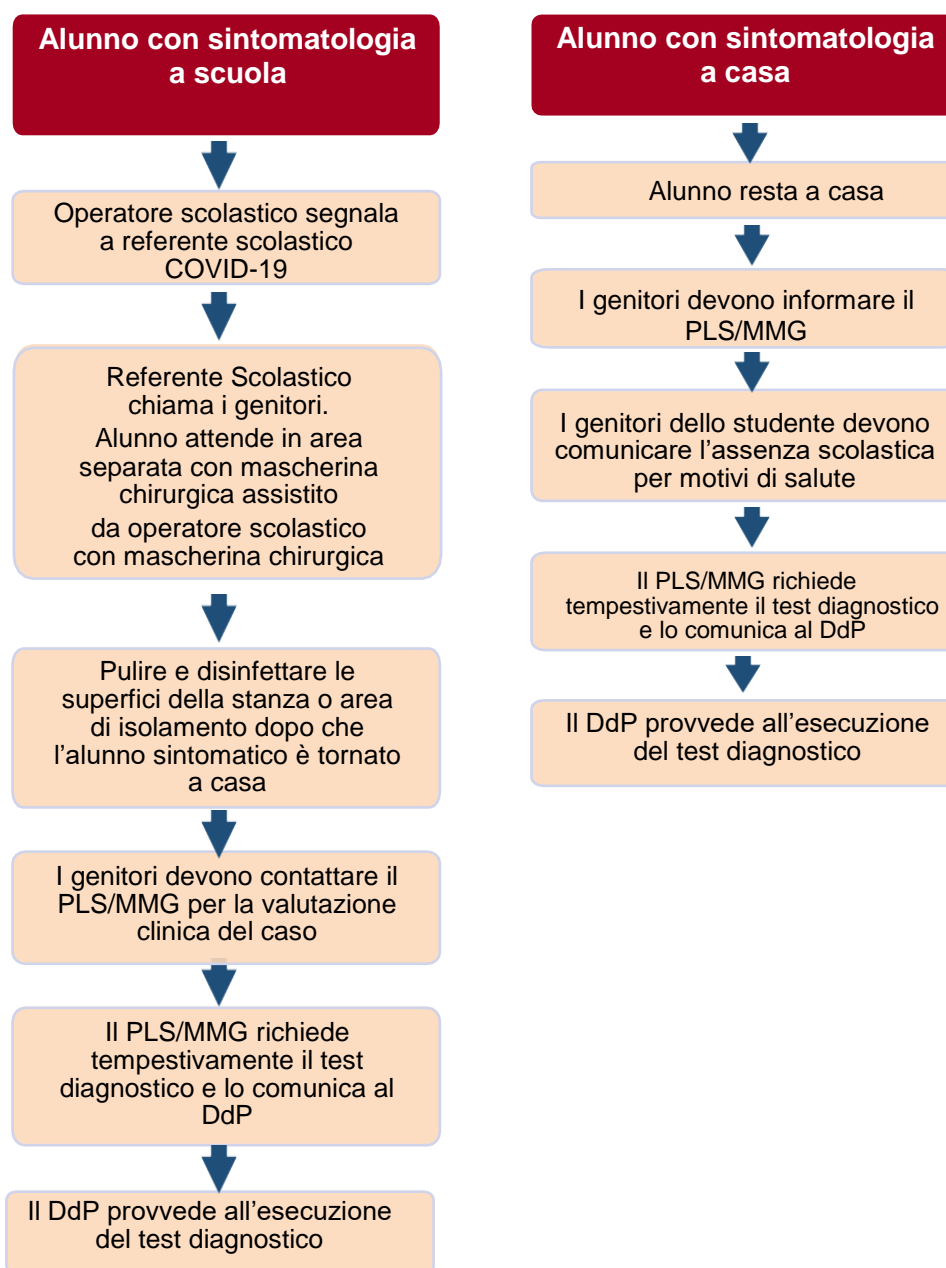 Alunno con sintomatologia
a scuola
Operatore scolastico segnala
a referente scolastico
COVID-19
Referente Scolastico
chiama i genitori.
Alunno attende in area
separata con mascherina
chirurgica assistito
da operatore scolastico
con mascherina chirurgica
Pulire e disinfettare le
superfici della stanza o area
di isolamento dopo che
l'alunno sintomatico è tornato
a casa
I genitori devono contattare il
PLS/MMG per la valutazione
clinica del caso
Il PLS/MMG richiede
tempestivamente il test
diagnostico e lo comunica al
DdP
Il DdP provvede all'esecuzione
del test diagnostico
Alunno con sintomatologia
a casa
Alunno resta a casa
I genitori devono informare il
PLS/MMG
I genitori dello studente devono
comunicare l'assenza scolastica
per motivi di salute
Il PLS/MMG richiede
tempestivamente il test diagnostico
e lo comunica al DdP
Il DdP provvede all'esecuzione
del test diagnostico